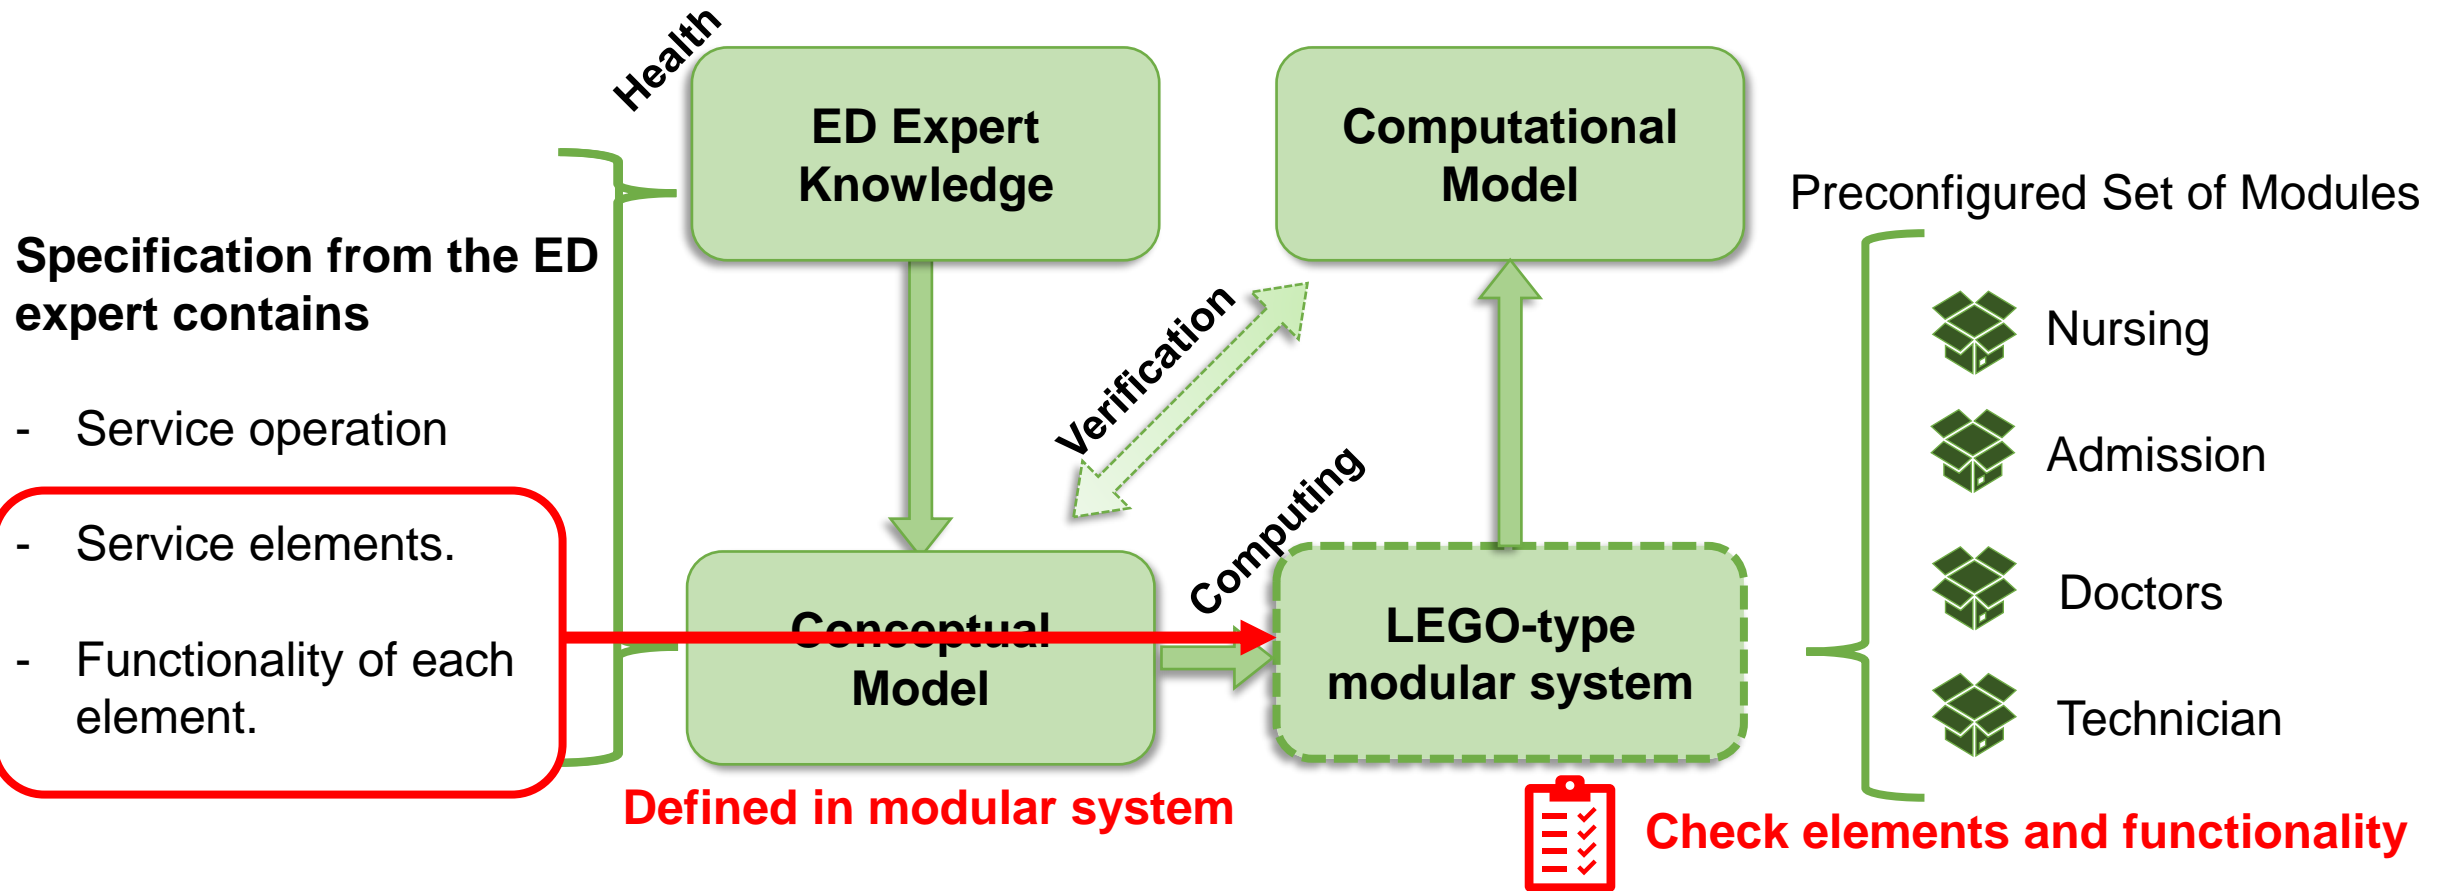 Health
ED Expert
Knowledge
Computational
Model
Preconfigured Set of Modules
Specification from the ED
expert contains
- Service operation
- Service elements.
- Functionality of each
element.
Verification
Computing
Conceptual
Model
LEGO-type
modular system
Nursing
Admission
Doctors
Technician
Defined in modular system
Check elements and functionality